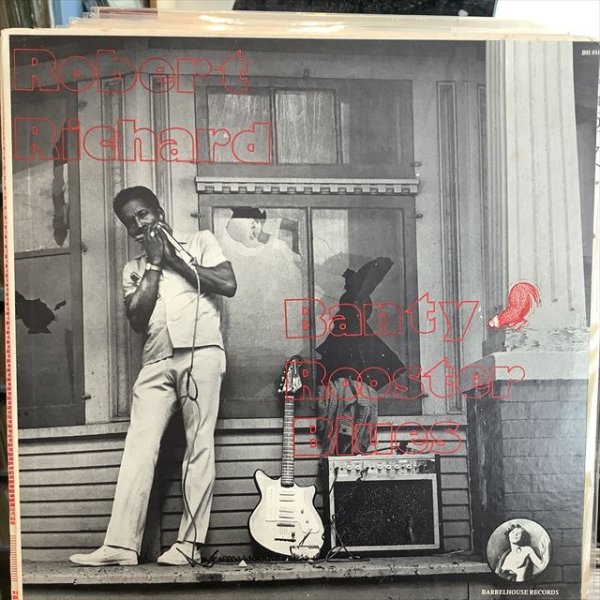 Robert
Richard
Banty
Rooster
Blues
BARRELHOUSE RECORDS